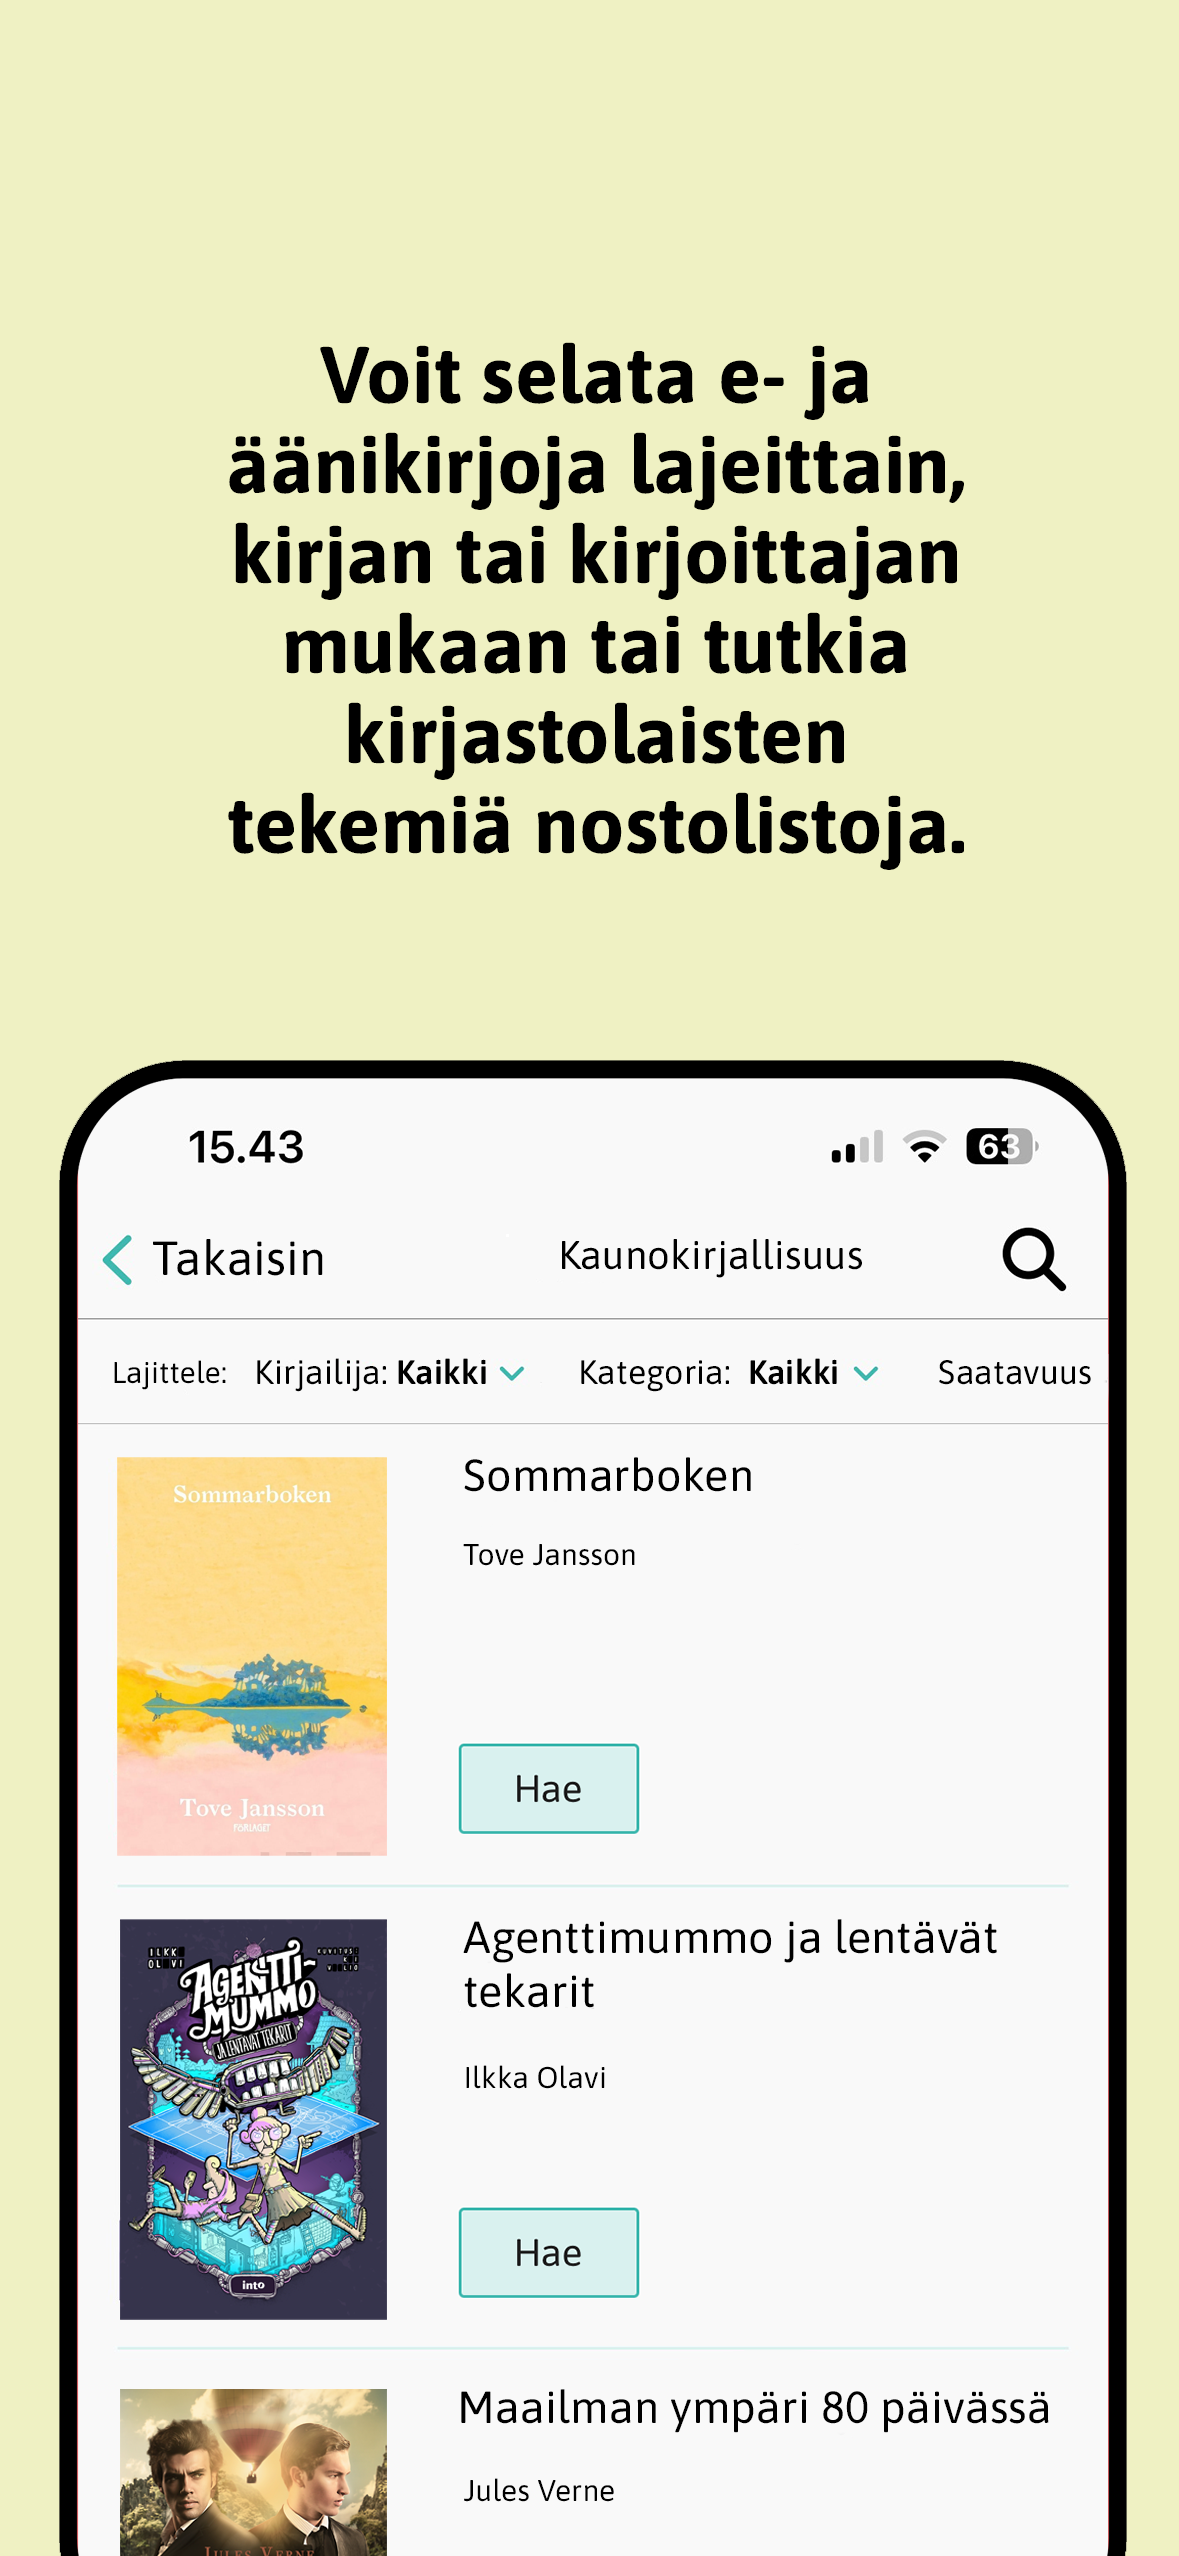 Voit selata e- ja
äänikirjoja lajeittain,
kirjan tai kirjoittajan
mukaan tai tutkia
kirjastolaisten
tekemiä nostolistoja.
15.43
63
Takaisin
Kaunokirjallisuus
Lajittele: Kirjailija: Kaikki Kategoria: Kaikki Saatavuus
Sommarboken
Tove Jansson
FÖRLAGET
Sommarboken
Tove Jansson
Hae
ILKKA
OLAVI
KUVITUS:
AGENTTI-
MUMMO
JA LENTÄVÄT TEKARIT
into
Agenttimummo ja lentävät
tekarit
Ilkka Olavi
Hae
JULES VERNE
Maailman ympäri 80 päivässä
Jules Verne